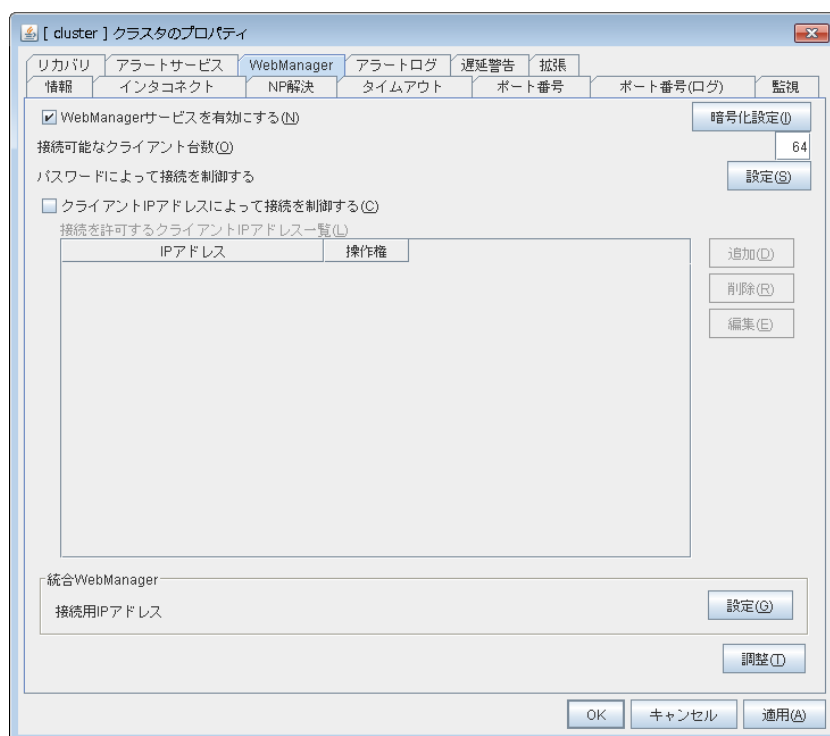 [ cluster ] クラスタのプロパティ
リカバリ アラートサービス WebManager アラートログ 遅延警告 拡張
情報 インタコネクト NP解決 タイムアウト ポート番号 ポート番号(ログ) 監視
WebManagerサービスを有効にする(N) 暗号化設定(I)
接続可能なクライアント台数(O) 64
パスワードによって接続を制御する 設定(S)
クライアントIPアドレスによって接続を制御する(C)
接続を許可するクライアントIPアドレス一覧(L)
IPアドレス 操作権 追加(D)
削除(R)
編集(E)
統合WebManager
接続用IPアドレス 設定(G)
調整(T)
OK キャンセル 適用(A)